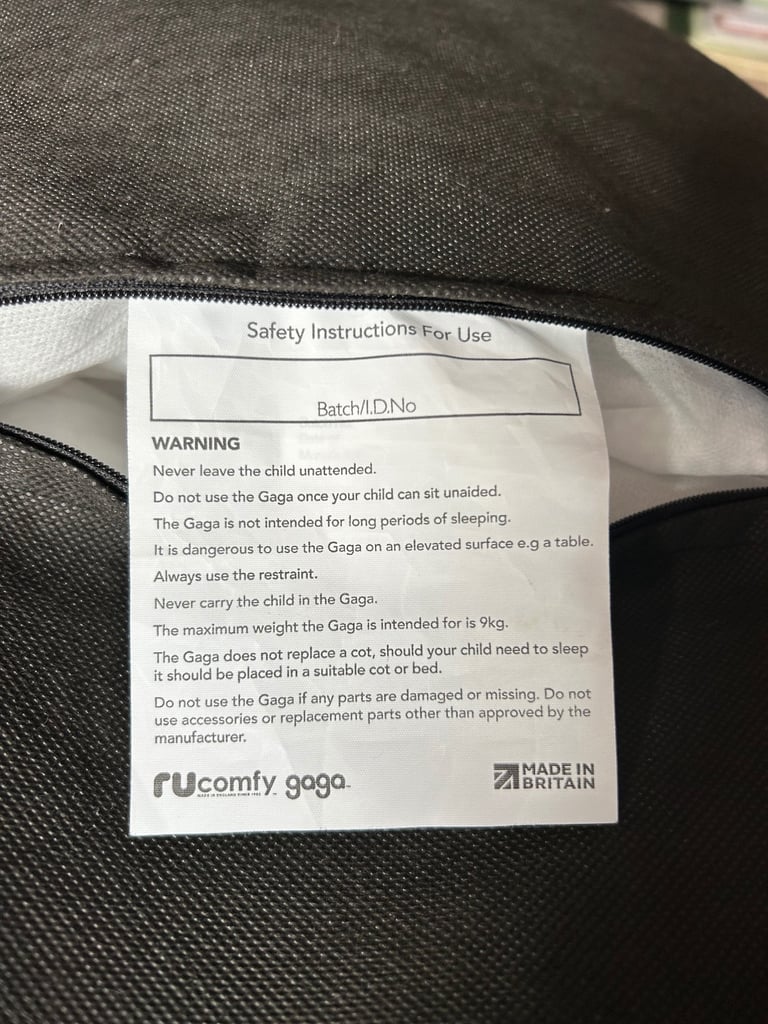 Safety Instructions For Use
Batch/I.D.No
WARNING
Never leave the child unattended.
Do not use the Gaga once your child can sit unaided.
The Gaga is not intended for long periods of sleeping.
It is dangerous to use the Gaga on an elevated surface e.g a table.
Always use the restraint.
Never carry the child in the Gaga.
The maximum weight the Gaga is intended for is 9kg.
The Gaga does not replace a cot, should your child need to sleep
it should be placed in a suitable cot or bed.
Do not use the Gaga if any parts are damaged or missing. Do not
use accessories or replacement parts other than approved by the
manufacturer.
rucomfy gaga
MADE IN
BRITAIN